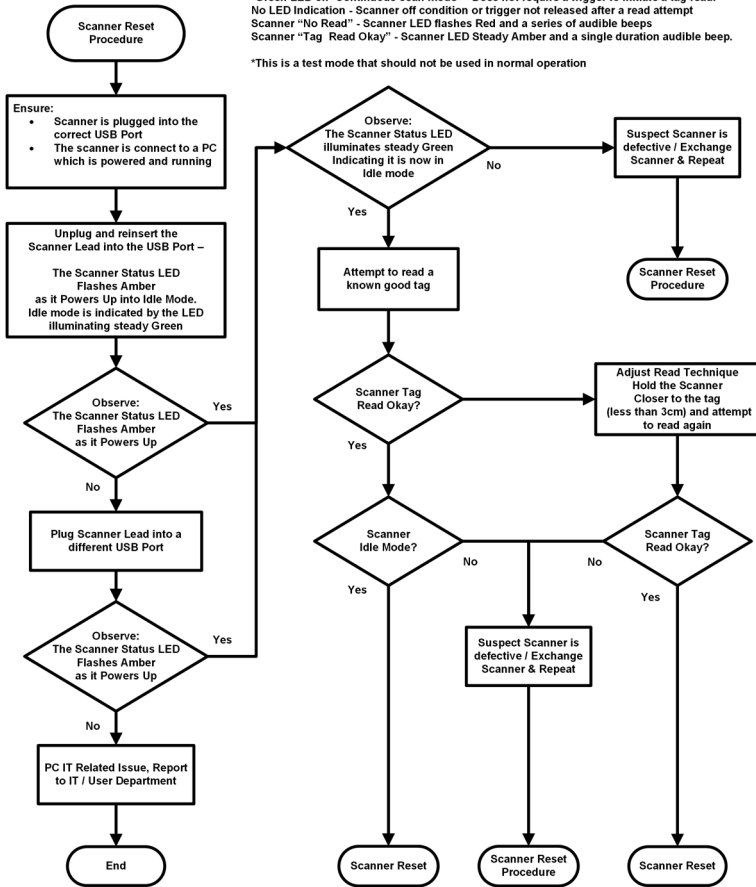 No LED Indication - Scanner off condition or trigger not released after a read attempt
Scanner “No Read” - Scanner LED flashes Red and a series of audible beeps
Scanner “Tag Read Okay” - Scanner LED Steady Amber and a single duration audible beep.
*This is a test mode that should not be used in normal operation
Scanner Reset
Procedure
Ensure:
• Scanner is plugged into the
correct USB Port
• The scanner is connect to a PC
which is powered and running
Unplug and reinsert the
Scanner Lead into the USB Port –
The Scanner Status LED
Flashes Amber
as it Powers Up into Idle Mode.
Idle mode is indicated by the LED
illuminating steady Green
Observe:
The Scanner Status LED
Flashes Amber
as it Powers Up
Yes
No
Plug Scanner Lead into a
different USB Port
Observe:
The Scanner Status LED
Flashes Amber
as it Powers Up
Yes
No
PC IT Related Issue, Report
to IT / User Department
End
Observe:
The Scanner Status LED
illuminates steady Green
Indicating it is now in
Idle mode
No
Yes
Suspect Scanner is
defective / Exchange
Scanner & Repeat
Scanner Reset
Procedure
Attempt to read a
known good tag
Scanner Tag
Read Okay?
Yes
Adjust Read Technique
Hold the Scanner
Closer to the tag
(less than 3cm) and attempt
to read again
Scanner
Idle Mode?
No
Yes
Scanner Tag
Read Okay?
No
Yes
Suspect Scanner is
defective / Exchange
Scanner & Repeat
Scanner Reset
Scanner Reset
Procedure
Scanner Reset